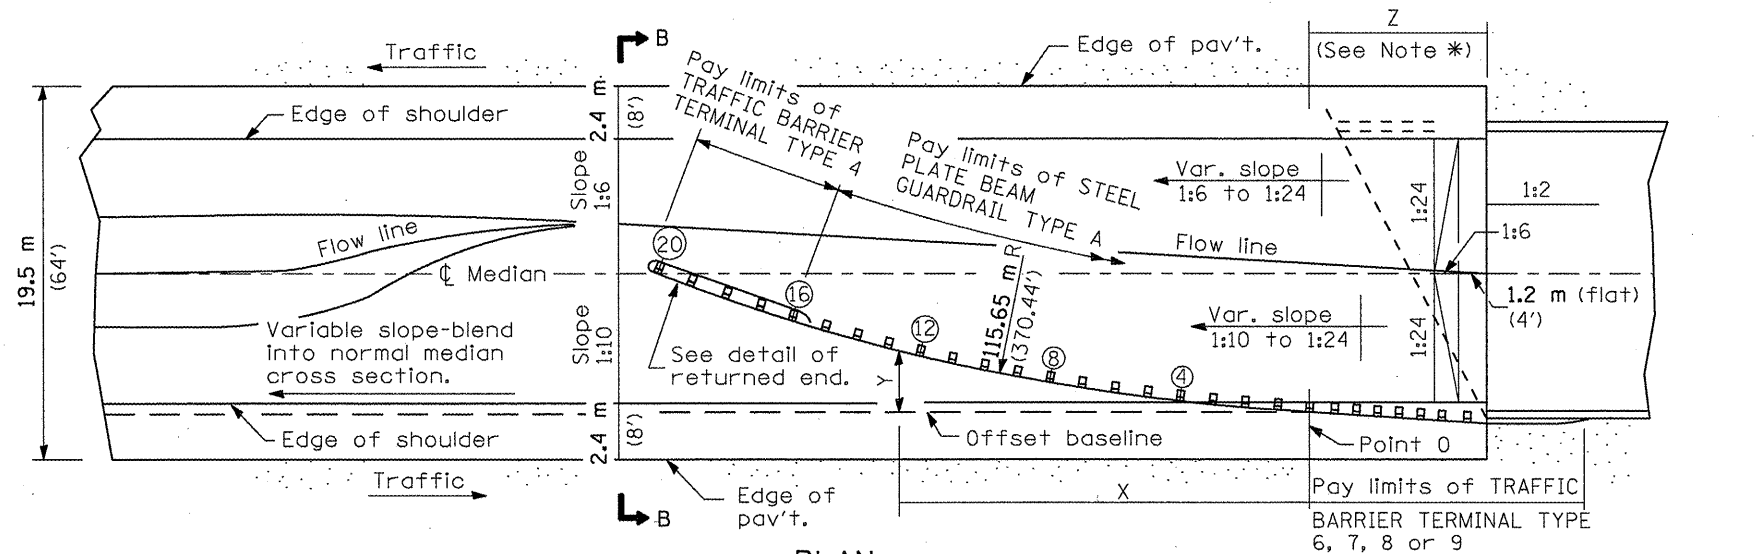 Z
Traffic
B
Edge of pav't.
(See Note *)
Pay limits of
TRAFFIC BARRIER
TERMINAL TYPE 4
2.4 m
(8')
Edge of shoulder
Pay limits of STEEL
PLATE BEAM
GUARDRAIL TYPE A
Var. slope
1:6 to 1:24
1:24
1:2
Slope
1:6
1:6
Flow line
Flow line
19.5 m
(64')
20
℄ Median
16
115.65 m R
(370.44')
1.2 m (flat)
(4')
Variable slope-blend
into normal median
cross section.
Slope
1:10
See detail of
returned end.
12
8
4
Y
Var. slope
1:10 to 1:24
1:24
Edge of shoulder
2.4 m
(8')
Offset baseline
Point 0
Traffic
B
Edge of
pav't.
X
Pay limits of TRAFFIC
BARRIER TERMINAL TYPE
6, 7, 8 or 9
PLAN